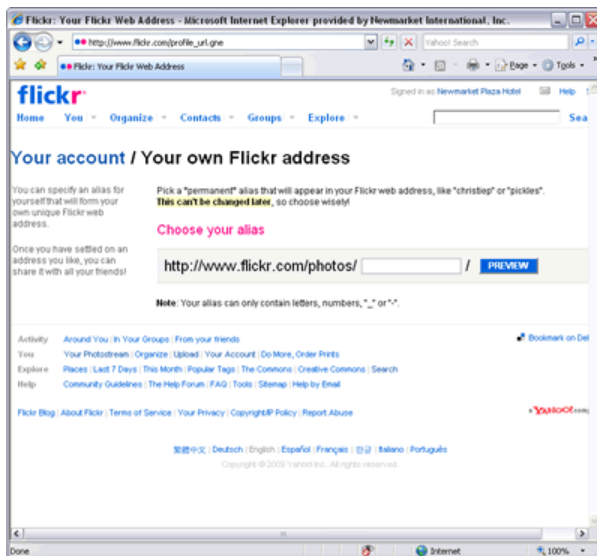 Flickr: Your Flickr Web Address - Microsoft Internet Explorer provided by Newmarket International, Inc.
http://www.flickr.com/profile_url.gne
Yahoo! Search
Flickr: Your Flickr Web Address
Page
Tools
flickr
Signed in as Newmarket Plaza Hotel Help
Home You Organize Contacts Groups Explore
Sea
Your account / Your own Flickr address
You can specify an alias for
yourself that will form your
own unique Flickr web
address.
Once you have settled on an
address you like, you can
share it with all your friends!
Pick a "permanent" alias that will appear in your Flickr web address, like "christiep" or "pickles".
This can't be changed later, so choose wisely!
Choose your alias
http://www.flickr.com/photos/ / PREVIEW
Note: Your alias can only contain letters, numbers, "_" or "-".
Activity Around You | In Your Groups | From your friends
Bookmark on Del
You Your Photostream | Organize | Upload | Your Account | Do More, Order Prints
Explore Places | Last 7 Days | This Month | Popular Tags | The Commons | Creative Commons | Search
Help Community Guidelines | The Help Forum | FAQ | Tools | Sitemap | Help by Email
Flickr Blog | About Flickr | Terms of Service | Your Privacy | Copyright/IP Policy | Report Abuse
a YAHOO! comp
繁體中文 | Deutsch | English | Español | Français | 한글 | Italiano | Português
Copyright © 2009 Yahoo! Inc. All rights reserved.
Done
Internet
100%